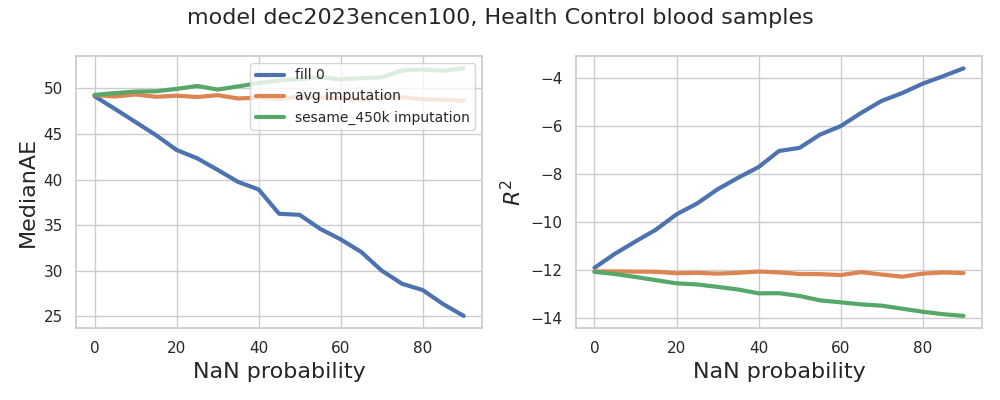 model dec2023encen100, Health Control blood samples
MedianAE
50
45
40
35
30
25
0
20
40
60
80
NaN probability
fill 0
avg imputation
sesame_450k imputation
R²
−4
−6
−8
−10
−12
−14
0
20
40
60
80
NaN probability